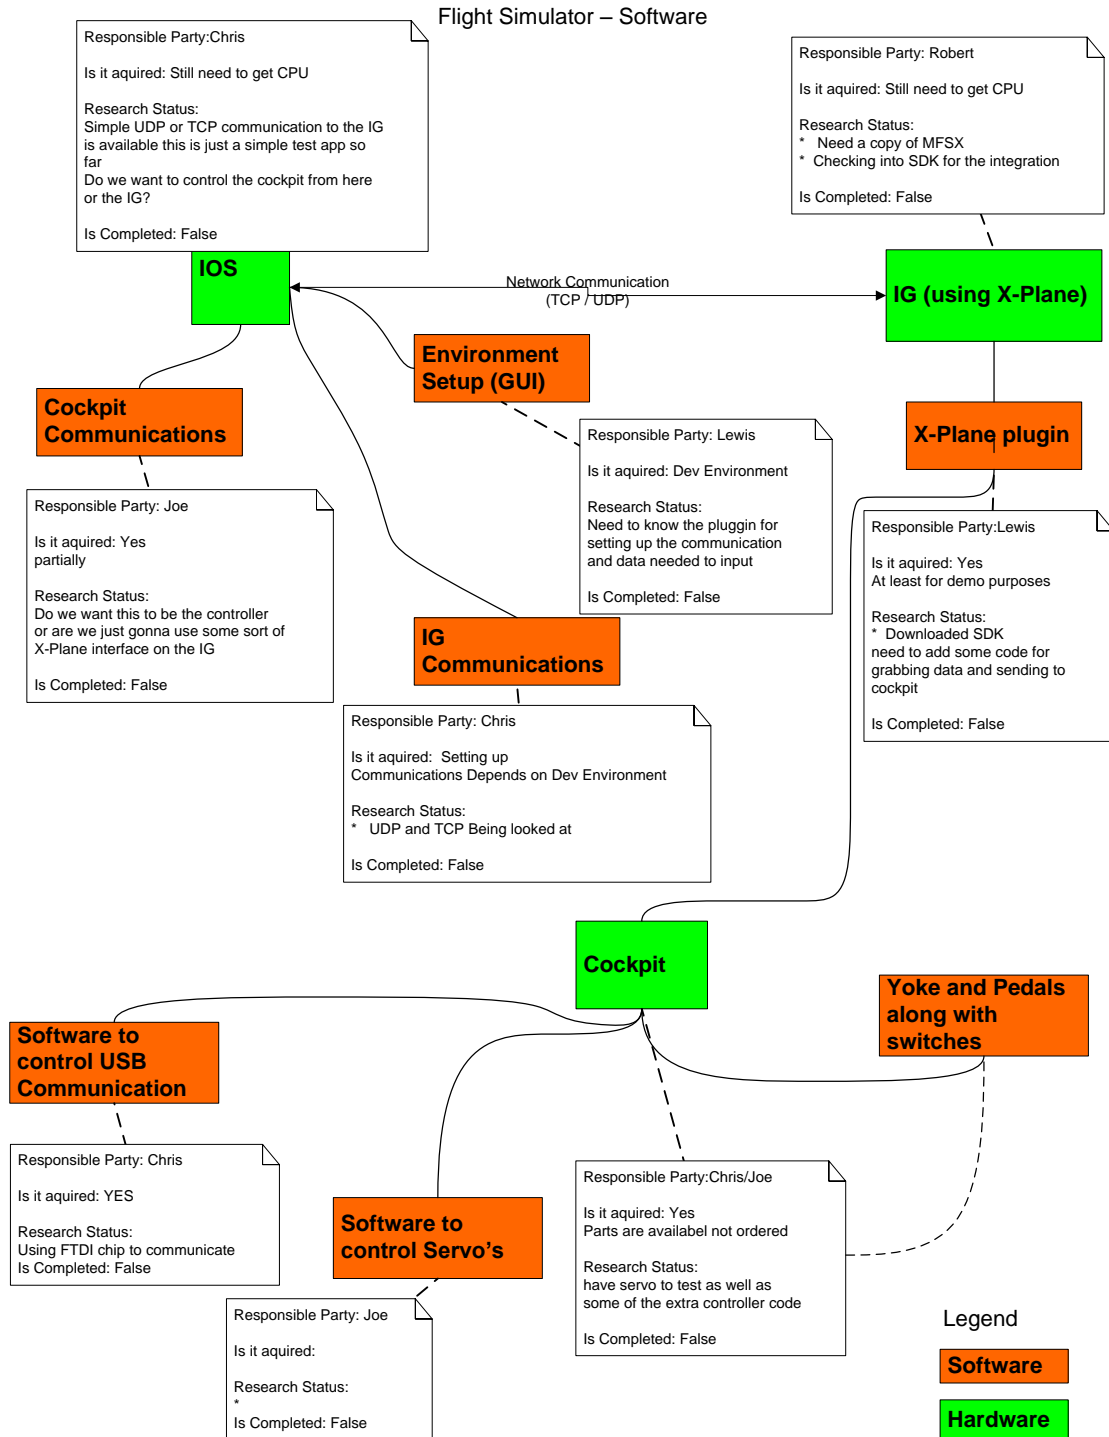 Flight Simulator – Software
Responsible Party:Chris
Is it aquired: Still need to get CPU
Research Status:
Simple UDP or TCP communication to the IG
is available this is just a simple test app so
far
Do we want to control the cockpit from here
or the IG?
Is Completed: False
Responsible Party: Robert
Is it aquired: Still need to get CPU
Research Status:
* Need a copy of MFSX
* Checking into SDK for the integration
Is Completed: False
IOS
Network Communication
(TCP / UDP)
IG (using X-Plane)
Environment
Setup (GUI)
Cockpit
Communications
X-Plane plugin
Responsible Party: Lewis
Is it aquired: Dev Environment
Research Status:
Need to know the pluggin for
setting up the communication
and data needed to input
Is Completed: False
Responsible Party: Joe
Is it aquired: Yes
partially
Research Status:
Do we want this to be the controller
or are we just gonna use some sort of
X-Plane interface on the IG
Is Completed: False
Responsible Party:Lewis
Is it aquired: Yes
At least for demo purposes
Research Status:
* Downloaded SDK
need to add some code for
grabbing data and sending to
cockpit
Is Completed: False
IG
Communications
Responsible Party: Chris
Is it aquired: Setting up
Communications Depends on Dev Environment
Research Status:
* UDP and TCP Being looked at
Is Completed: False
Cockpit
Yoke and Pedals
along with
switches
Software to
control USB
Communication
Responsible Party: Chris
Is it aquired: YES
Research Status:
Using FTDI chip to communicate
Is Completed: False
Software to
control Servo's
Responsible Party:Chris/Joe
Is it aquired: Yes
Parts are availabel not ordered
Research Status:
have servo to test as well as
some of the extra controller code
Is Completed: False
Responsible Party: Joe
Is it aquired:
Research Status:
*
Is Completed: False
Legend
Software
Hardware